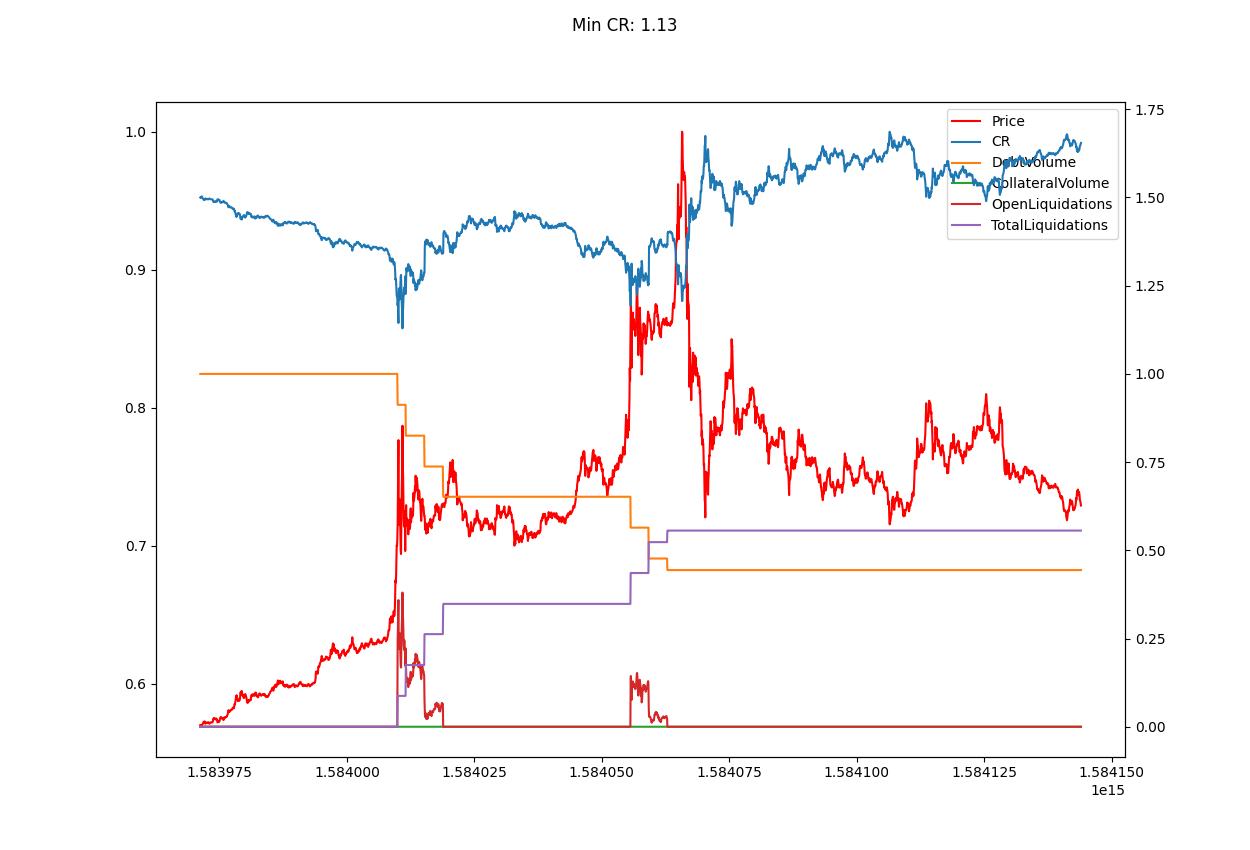 Min CR: 1.13
1.0
0.9
0.8
0.7
0.6
1.75
1.50
1.25
1.00
0.75
0.50
0.25
0.00
Price
CR
DebtVolume
CollateralVolume
OpenLiquidations
TotalLiquidations
1.583975 1.584000 1.584025 1.584050 1.584075 1.584100 1.584125 1.584150
1e15